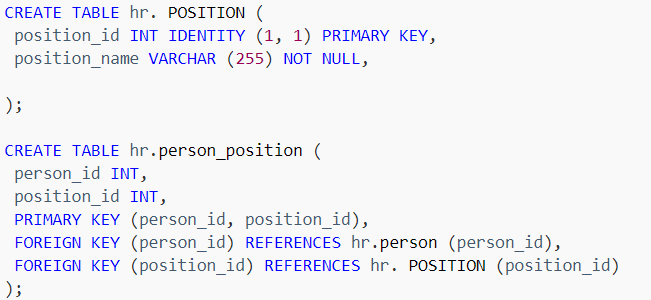 CREATE TABLE hr. POSITION (
position_id INT IDENTITY (1, 1) PRIMARY KEY,
position_name VARCHAR (255) NOT NULL,
);
CREATE TABLE hr.person_position (
person_id INT,
position_id INT,
PRIMARY KEY (person_id, position_id),
FOREIGN KEY (person_id) REFERENCES hr.person (person_id),
FOREIGN KEY (position_id) REFERENCES hr. POSITION (position_id)
);